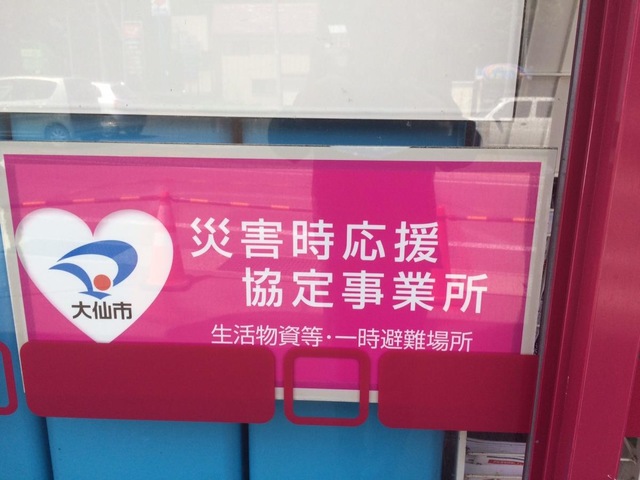 災害時応援
協定事業所
大仙市
生活物資等・一時避難場所